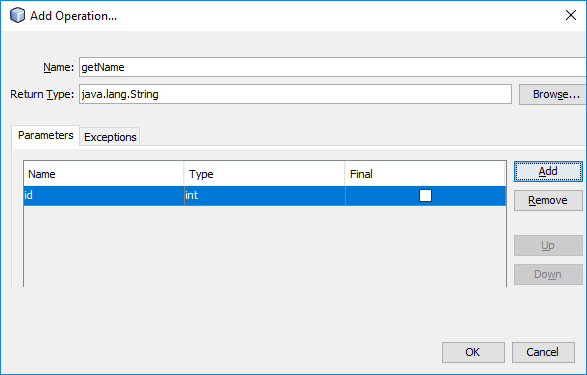 Add Operation...
Name: getName
Return Type: java.lang.String Browse...
Parameters Exceptions
Name Type Final Add
id int
Remove
Up
Down
OK Cancel